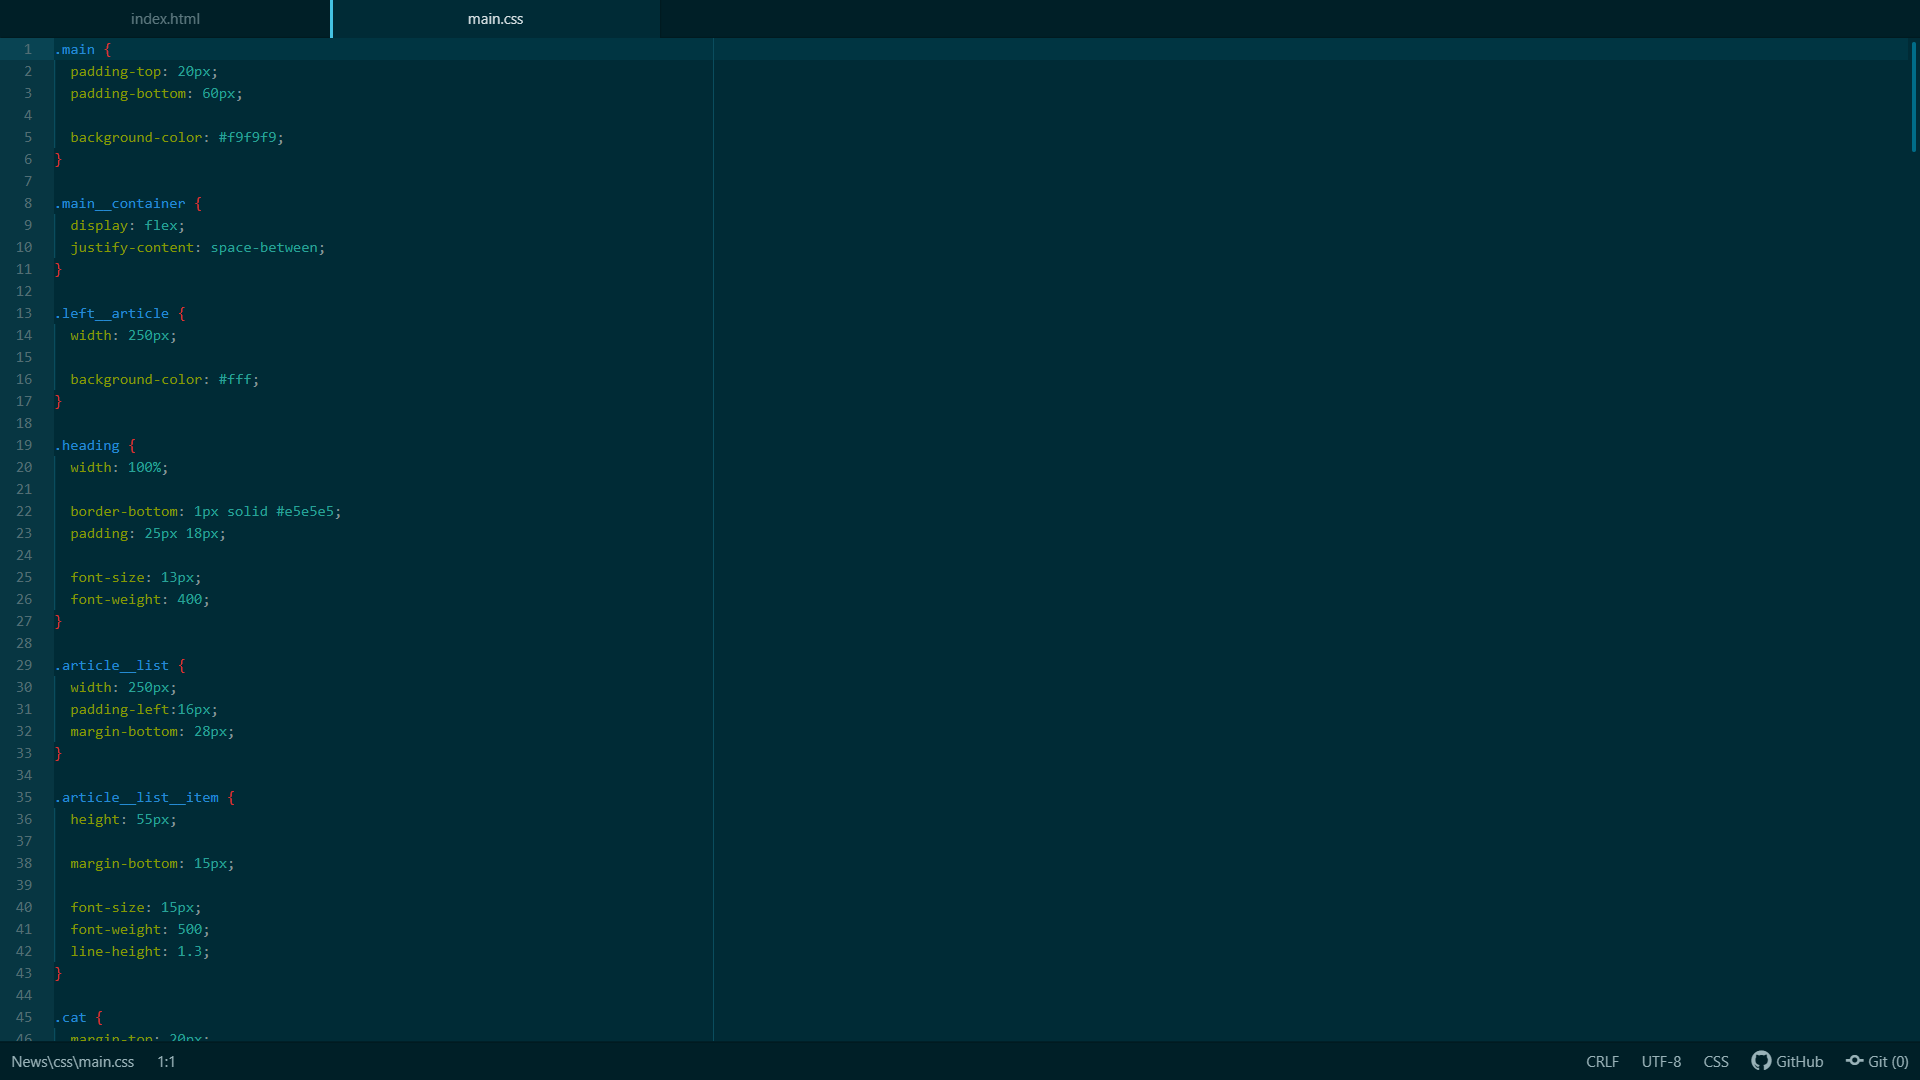 index.html
main.css
1 .main {
2   padding-top: 20px;
3   padding-bottom: 60px;
4
5   background-color: #f9f9f9;
6 }
7
8 .main__container {
9   display: flex;
10   justify-content: space-between;
11 }
12
13 .left__article {
14   width: 250px;
15
16   background-color: #fff;
17 }
18
19 .heading {
20   width: 100%;
21
22   border-bottom: 1px solid #e5e5e5;
23   padding: 25px 18px;
24
25   font-size: 13px;
26   font-weight: 400;
27 }
28
29 .article__list {
30   width: 250px;
31   padding-left:16px;
32   margin-bottom: 28px;
33 }
34
35 .article__list__item {
36   height: 55px;
37
38   margin-bottom: 15px;
39
40   font-size: 15px;
41   font-weight: 500;
42   line-height: 1.3;
43 }
44
45 .cat {
46   margin-top: 20px;
News\css\main.css 1:1 CRLF UTF-8 CSS GitHub Git (0)